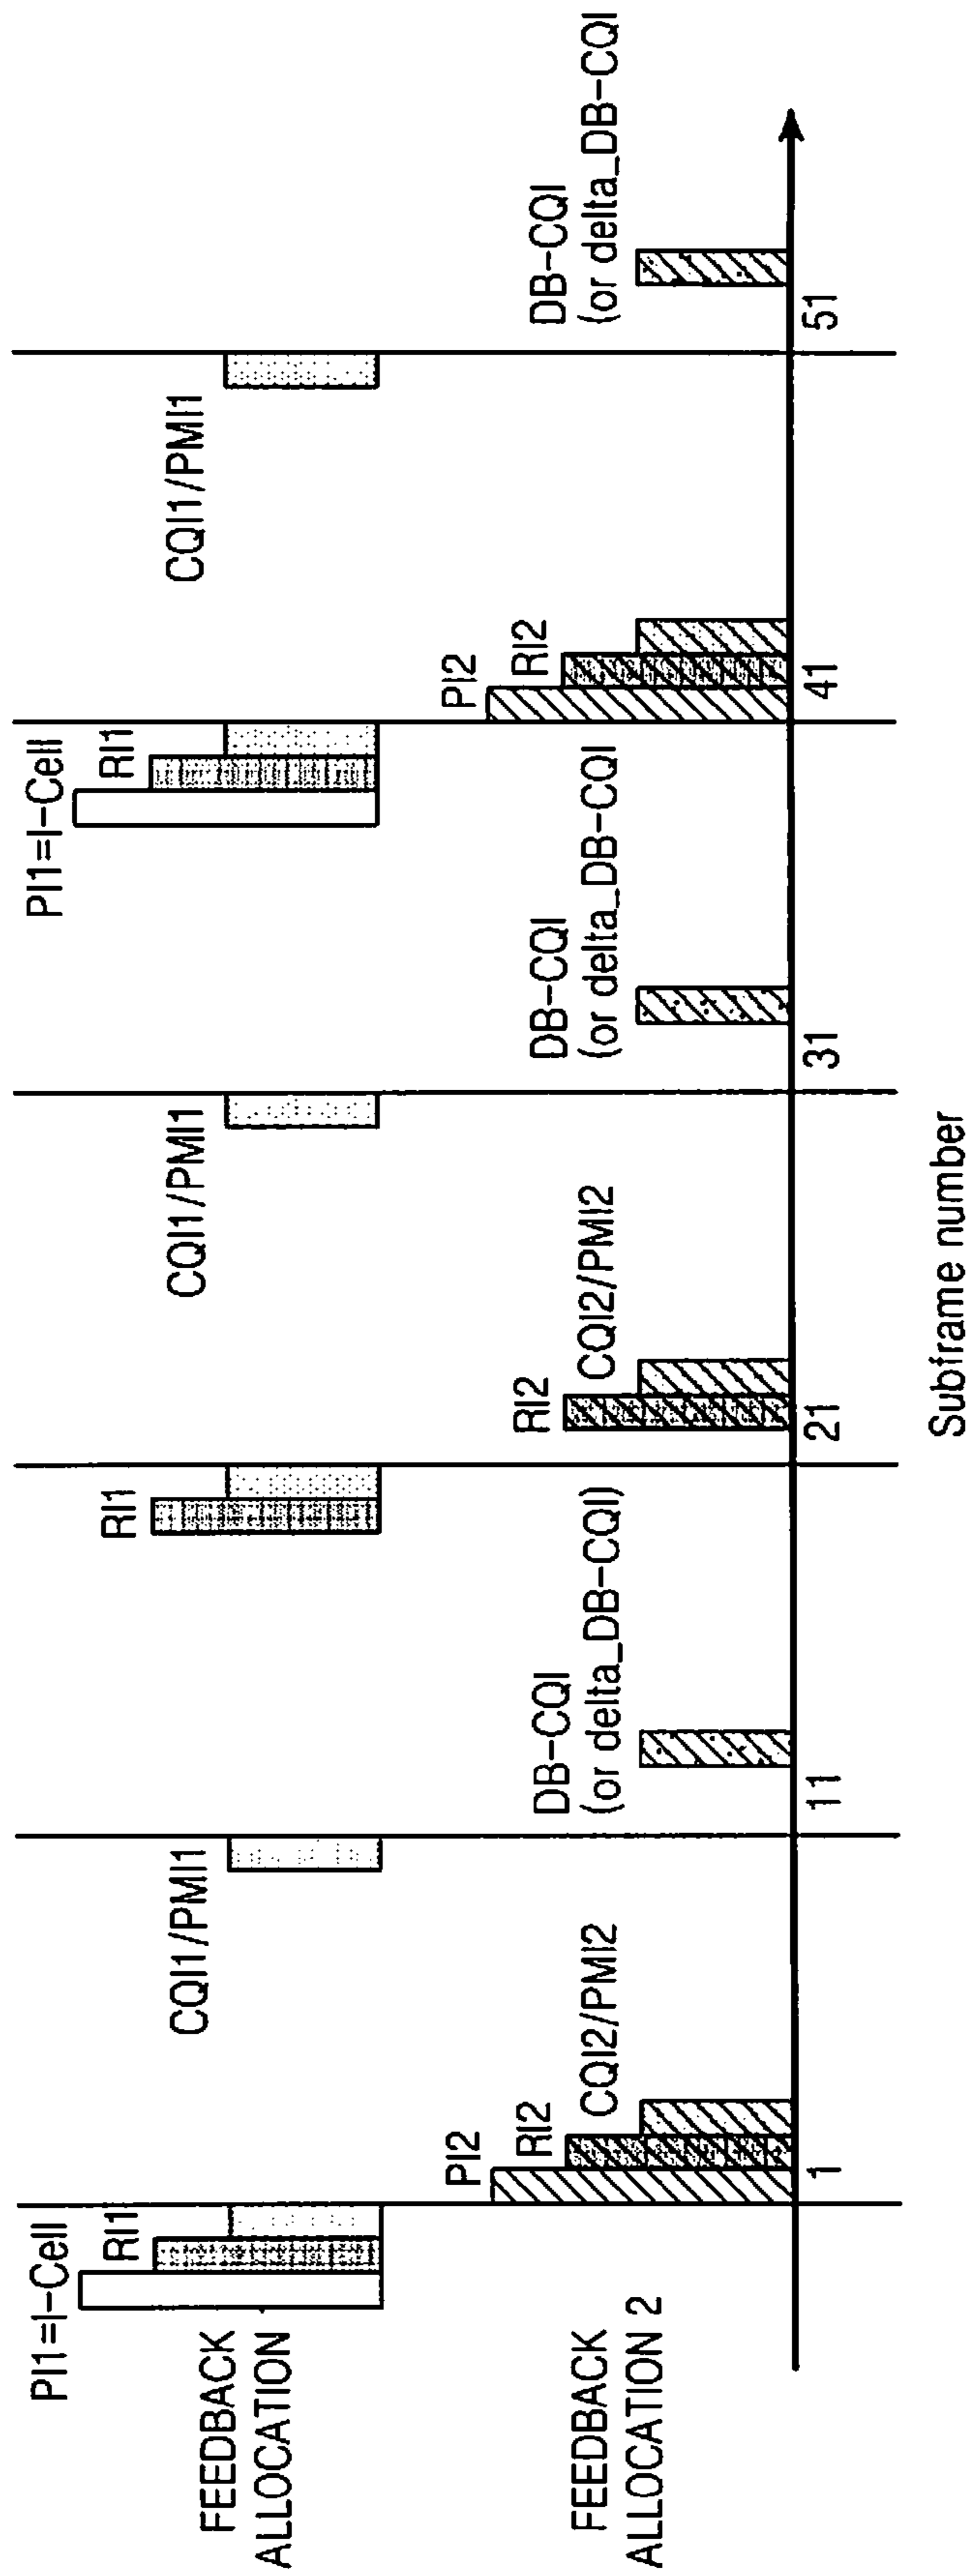 PI1=I-Cell
RI1
CQI1/PMI1
RI1
CQI1/PMI1
PI1=I-Cell
RI1
CQI1/PMI1
FEEDBACK
ALLOCATION
PI2
RI2
CQI2/PMI2
DB-CQI
(or delta_DB-CQI)
RI2
CQI2/PMI2
DB-CQI
(or delta_DB-CQI
PI2
RI2
DB-CQI
(or delta_DB-CQI
FEEDBACK
ALLOCATION 2
1
11
21
31
41
51
Subframe number